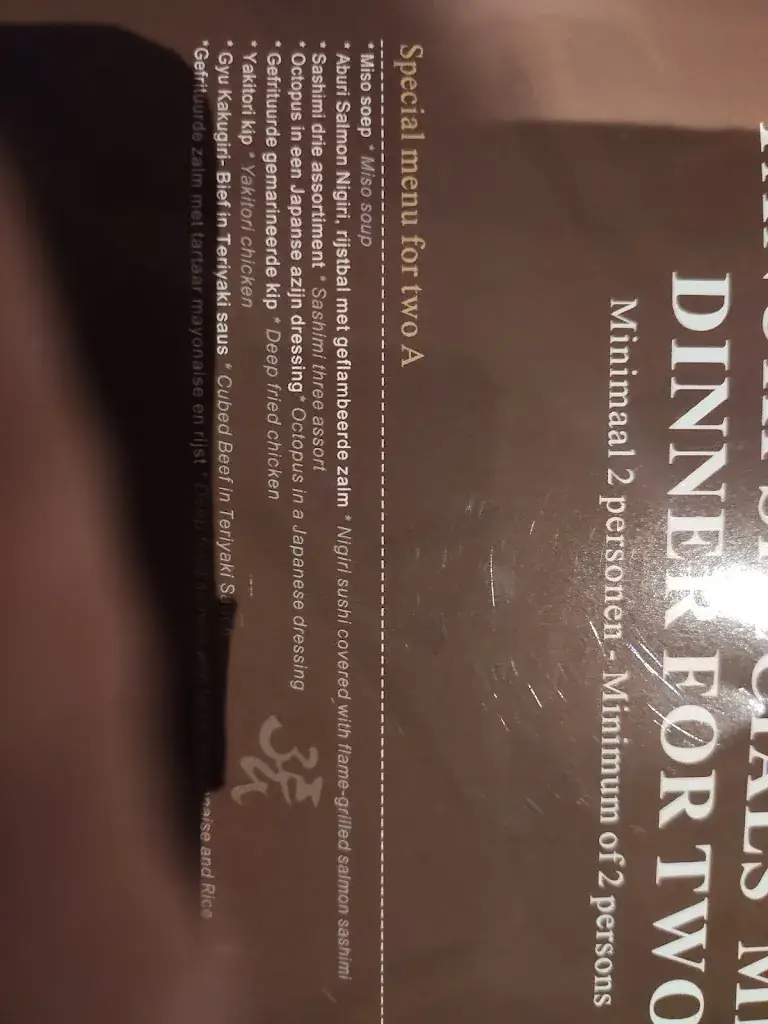 DINNER FOR TWO
Minimaal 2 personen - Minimum of 2 persons
Special menu for two A
* Miso soep * Miso soup
* Aburi Salmon Nigiri, rijstbal met geflambeerde zalm * Nigiri sushi covered with flame-grilled salmon sashimi
* Sashimi drie assortiment * Sashimi three assort
* Octopus in een Japanse azijn dressing* Octopus in a Japanese dressing
* Gefrituurde gemarineerde kip * Deep fried chicken
* Yakitori kip * Yakitori chicken
* Gyu Kakugiri- Bief in Teriyaki saus * Cubed Beef in Teriyaki
*Gefrituurde zalm met tartaar mayonaise en rijst * and Rice